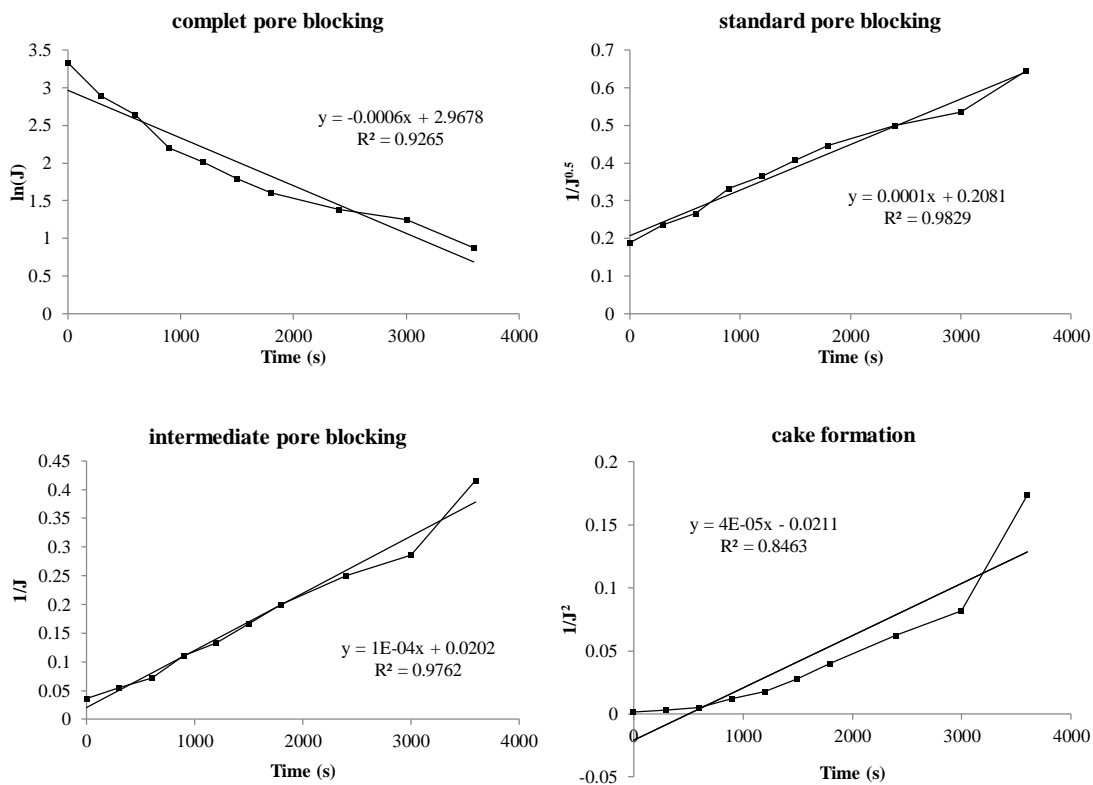 complet pore blocking
3.5
3
2.5
2
1.5
1
0.5
0
ln(J)
y = -0.0006x + 2.9678
R² = 0.9265
0 1000 2000 3000 4000
Time (s)
standard pore blocking
0.7
0.6
0.5
0.4
0.3
0.2
0.1
0
1/J^0.5
y = 0.0001x + 0.2081
R² = 0.9829
0 1000 2000 3000 4000
Time (s)
intermediate pore blocking
0.45
0.4
0.35
0.3
0.25
0.2
0.15
0.1
0.05
0
1/J
y = 1E-04x + 0.0202
R² = 0.9762
0 1000 2000 3000 4000
Time (s)
cake formation
0.2
0.15
0.1
0.05
0
-0.05
1/J²
y = 4E-05x - 0.0211
R² = 0.8463
0 1000 2000 3000 4000
Time (s)